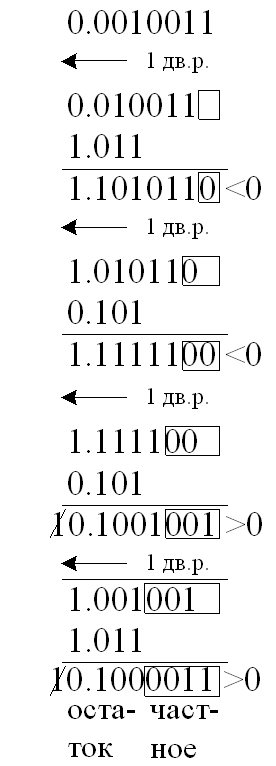 0.0010011
1 дв.р.
0.010011
1.011
1.1010110 <0
1 дв.р.
1.010110
0.101
1.1111100 <0
1 дв.р.
1.111100
0.101
10.1001001 >0
1 дв.р.
1.001001
1.011
10.1000011 >0
оста- част-
ток ное